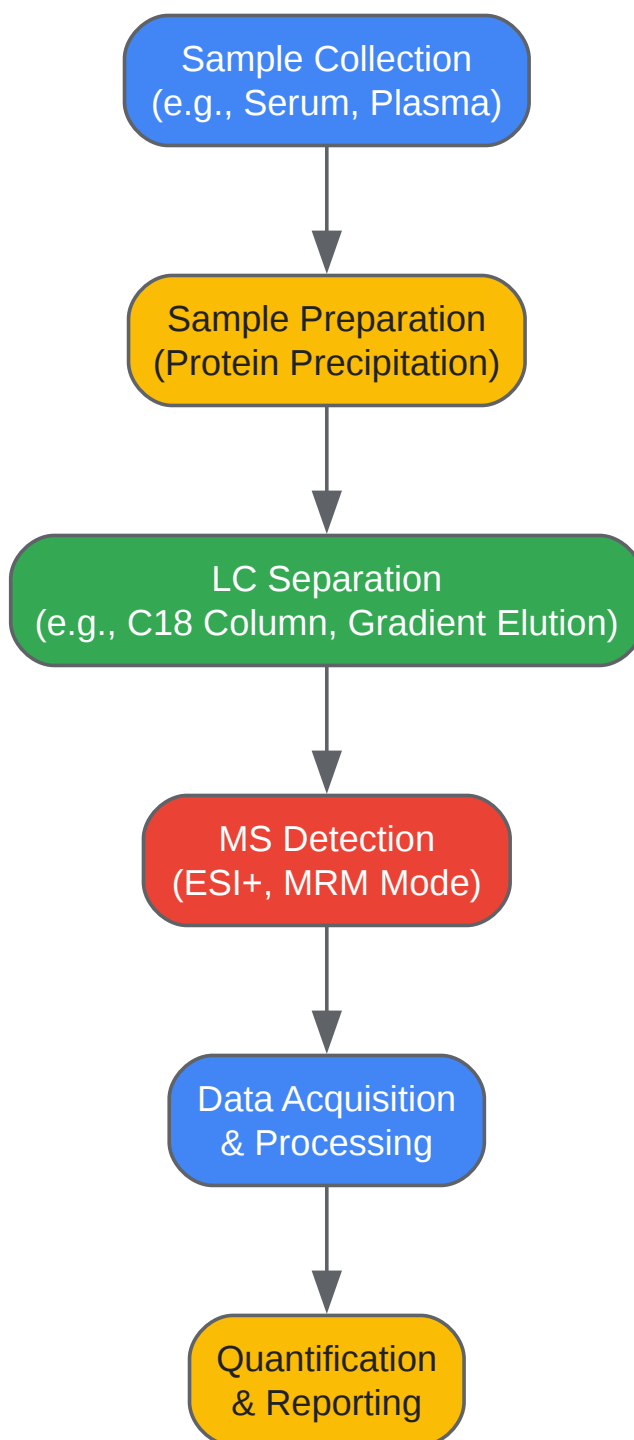 Sample Collection
(e.g., Serum, Plasma)
Sample Preparation
(Protein Precipitation)
LC Separation
(e.g., C18 Column, Gradient Elution)
MS Detection
(ESI+, MRM Mode)
Data Acquisition
& Processing
Quantification
& Reporting